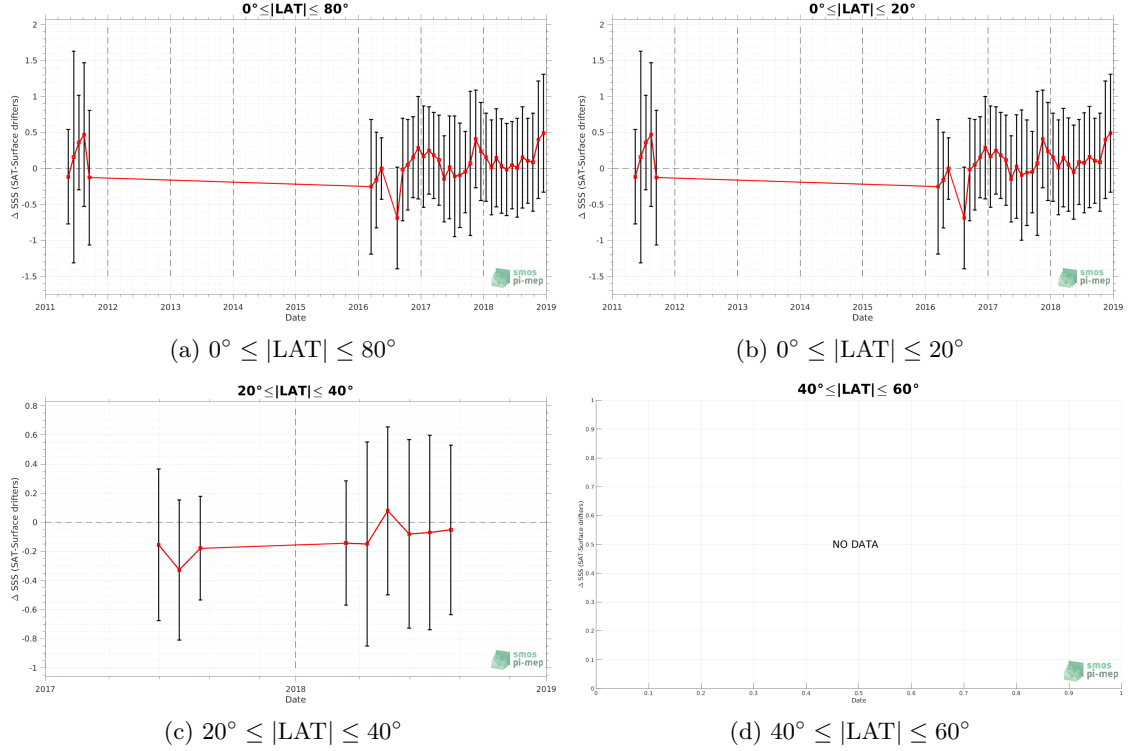 0°≤|LAT|≤ 80°
2
1.5
1
0.5
0
-0.5
-1
-1.5
Δ SSS (SAT-Surface drifters)
2011 2012 2013 2014 2015 2016 2017 2018 2019
Date
smos
pi-mep
(a) 0° ≤ |LAT| ≤ 80°
0°≤|LAT|≤ 20°
2
1.5
1
0.5
0
-0.5
-1
-1.5
Δ SSS (SAT-Surface drifters)
2011 2012 2013 2014 2015 2016 2017 2018 2019
Date
smos
pi-mep
(b) 0° ≤ |LAT| ≤ 20°
20°≤|LAT|≤ 40°
0.8
0.6
0.4
0.2
0
-0.2
-0.4
-0.6
-0.8
-1
Δ SSS (SAT-Surface drifters)
2017 2018 2019
Date
smos
pi-mep
(c) 20° ≤ |LAT| ≤ 40°
40°≤|LAT|≤ 60°
1
0.9
0.8
0.7
0.6
0.5
0.4
0.3
0.2
0.1
0
Δ SSS (SAT-Surface drifters)
NO DATA
0 0.1 0.2 0.3 0.4 0.5 0.6 0.7 0.8 0.9 1
Date
smos
pi-mep
(d) 40° ≤ |LAT| ≤ 60°